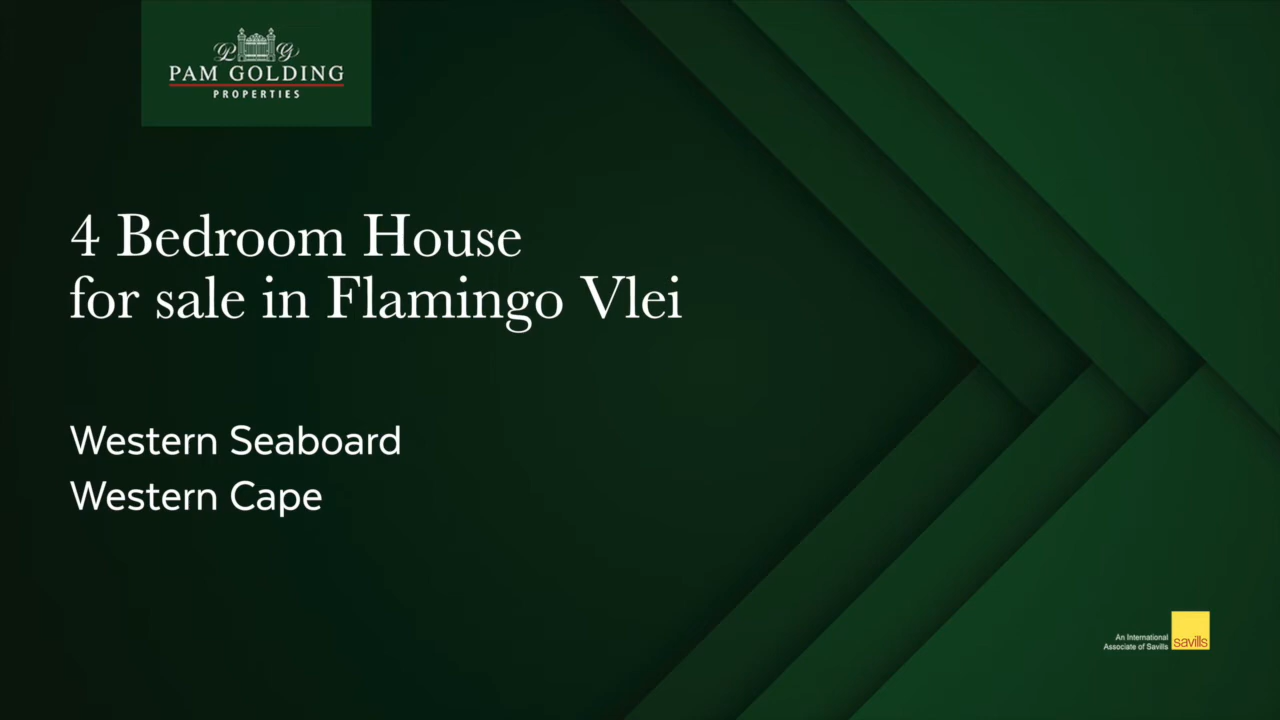 P G
PAM GOLDING
PROPERTIES
4 Bedroom House
for sale in Flamingo Vlei
Western Seaboard
Western Cape
An International
Associate of Savills
savills